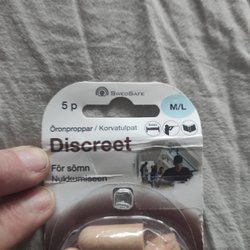 SwedSafe
5 p
M/L
Öronproppar / Korvatulpat
Discreet
För sömn
Nukkumiseen